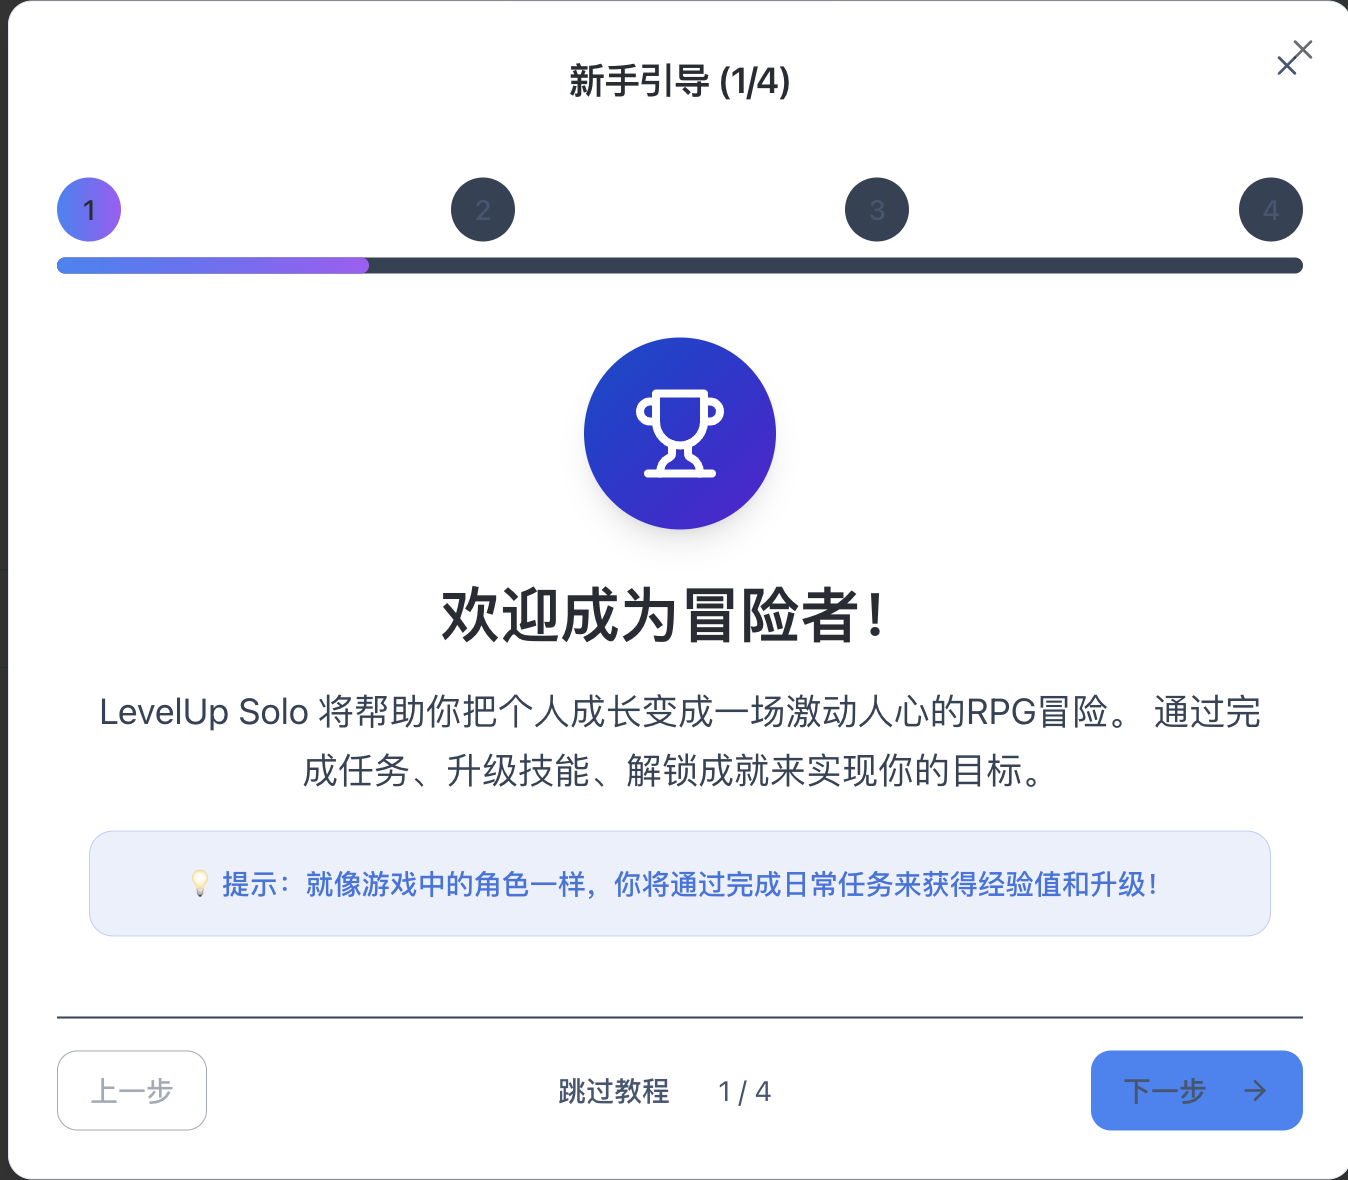 新手引导 (1/4)
1
2
3
4
欢迎成为冒险者！
LevelUp Solo 将帮助你把个人成长变成一场激动人心的RPG冒险。 通过完
成任务、升级技能、解锁成就来实现你的目标。
💡 提示：就像游戏中的角色一样，你将通过完成日常任务来获得经验值和升级！
上一步
跳过教程
1 / 4
下一步